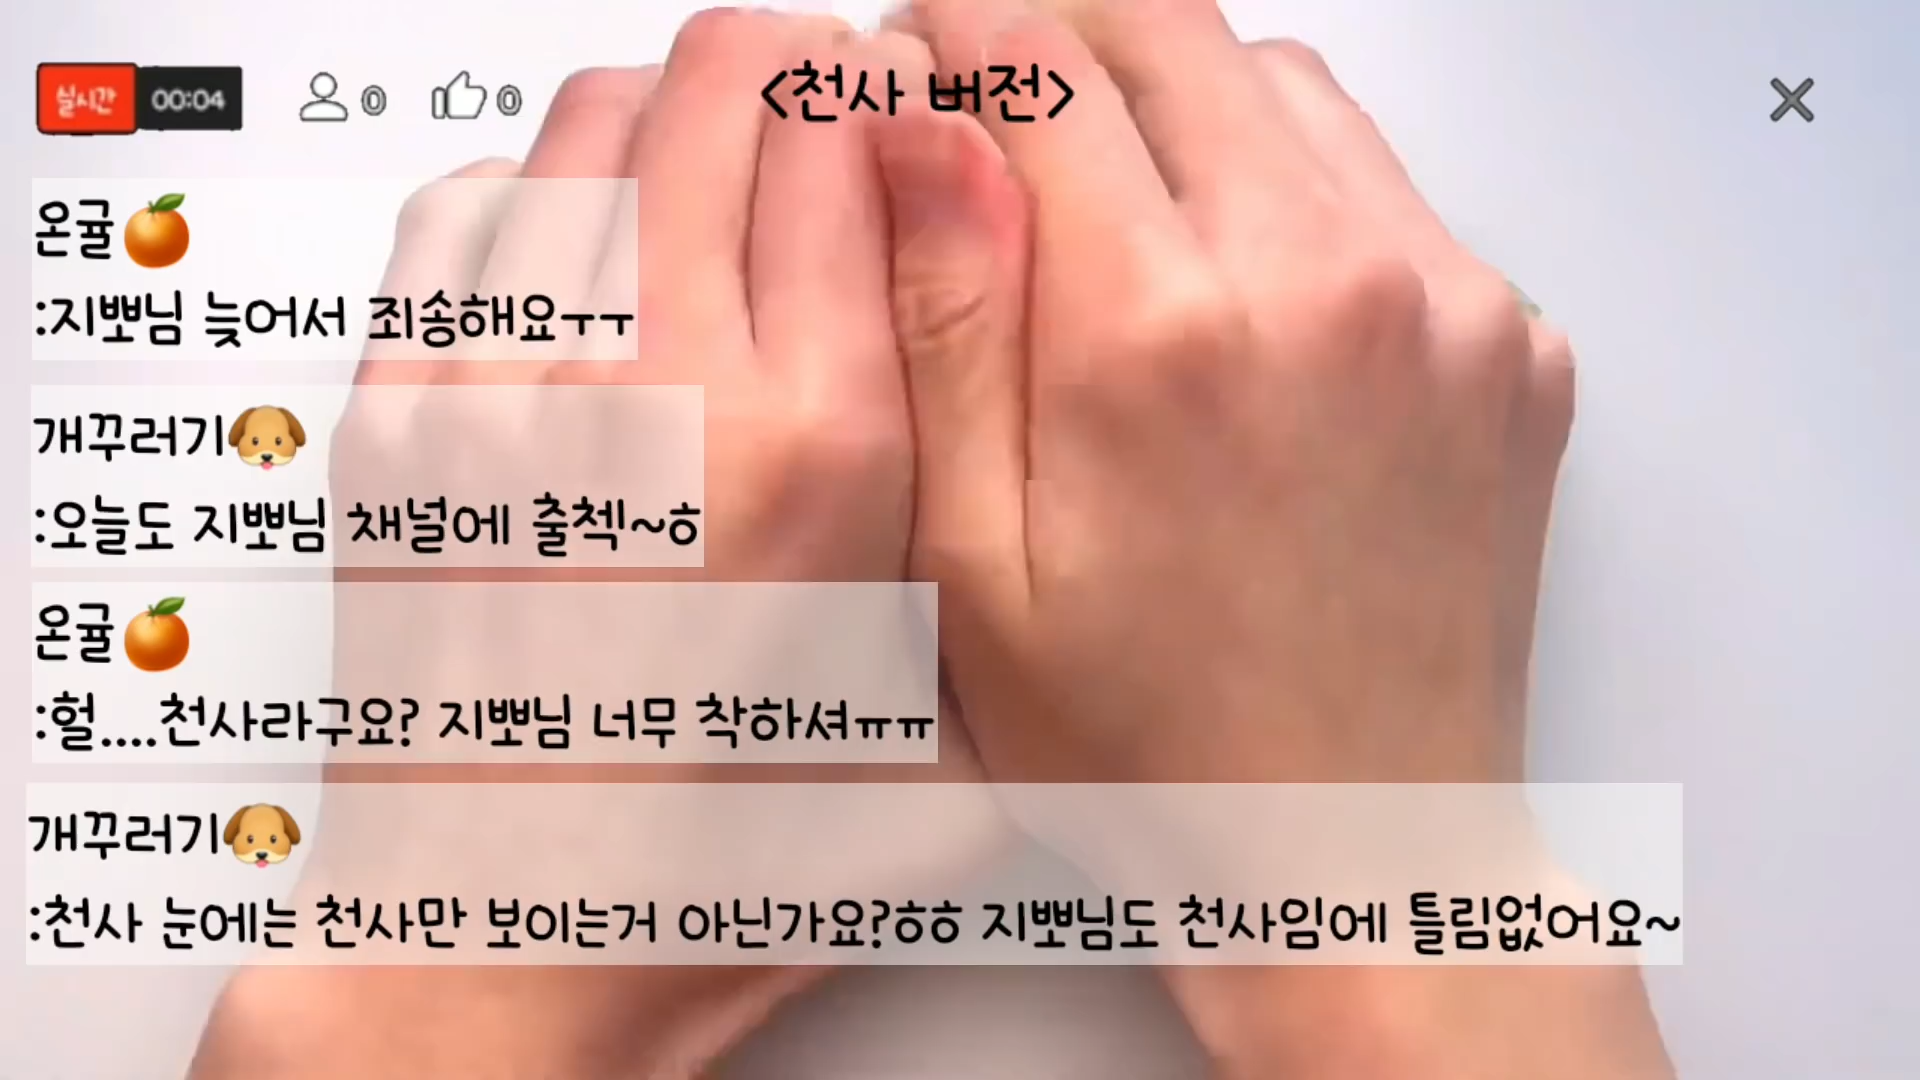 실시간 00:04 0 0
<천사 버전>
온귤🍊
:지뽀님 늦어서 죄송해요ㅜㅜ
개꾸러기🐶
:오늘도 지뽀님 채널에 출첵~ㅎ
온귤🍊
:헐....천사라구요? 지뽀님 너무 착하셔ㅠㅠ
개꾸러기🐶
:천사 눈에는 천사만 보이는거 아닌가요?ㅎㅎ 지뽀님도 천사임에 틀림없어요~